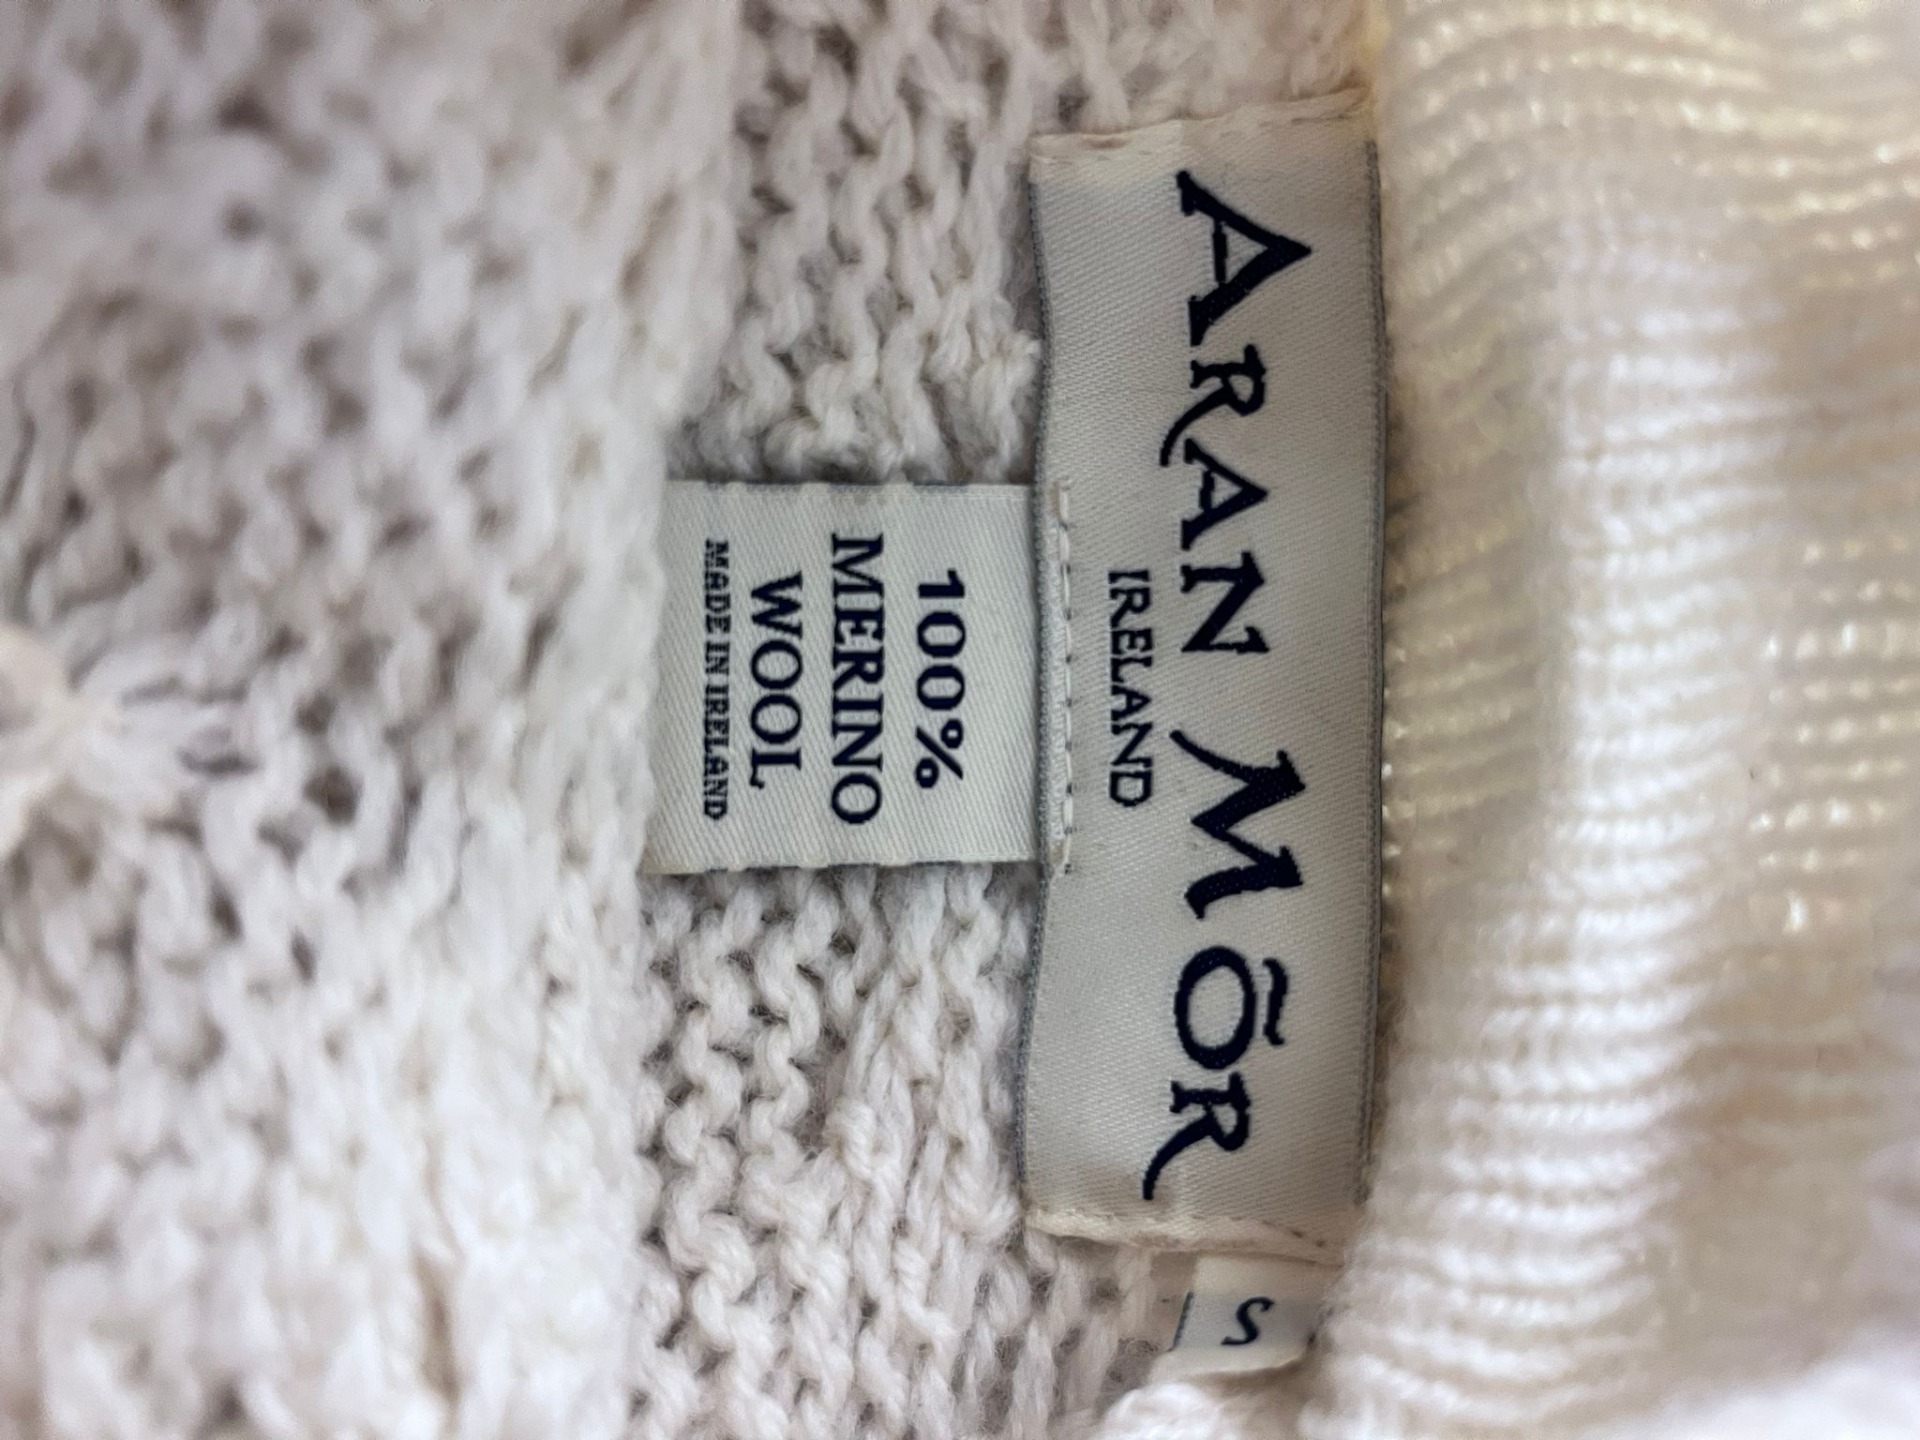 ARAN MÕR
IRELAND
S
100%
MERINO
WOOL
MADE IN IRELAND